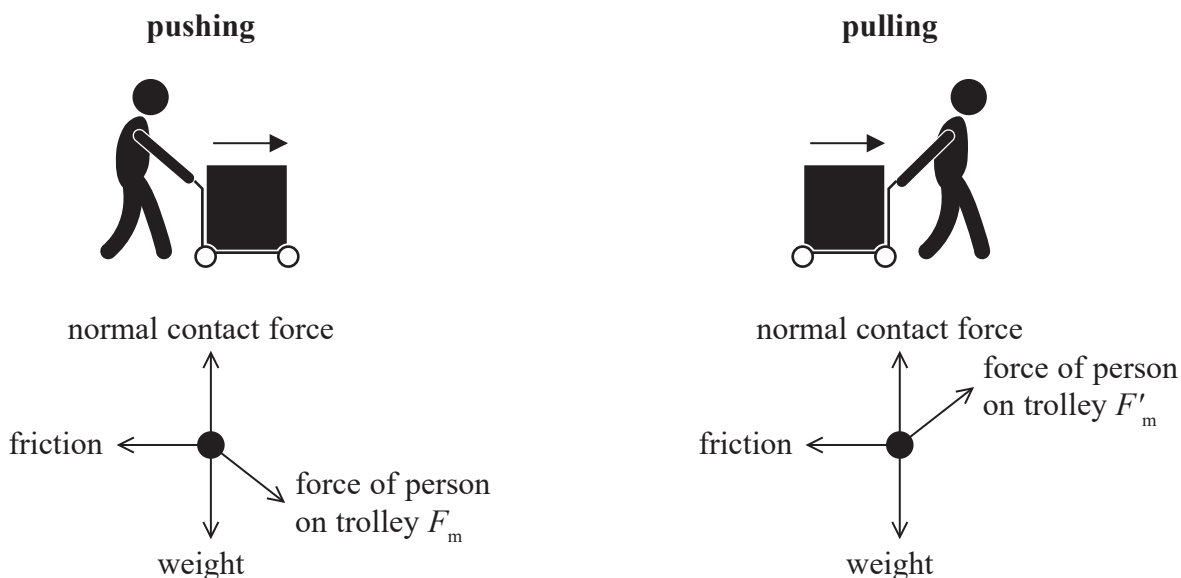 pushing
pulling
normal contact force
friction
force of person
on trolley Fm
weight
normal contact force
force of person
on trolley F′m
friction
weight